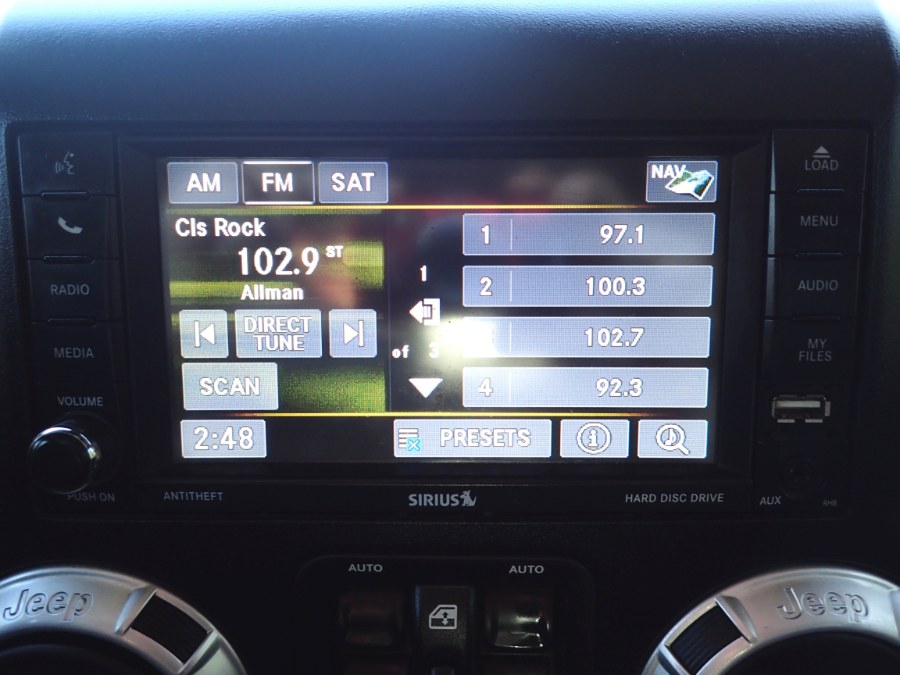 AM FM SAT NAV
LOAD
Cls Rock
102.9 ST
Allman
1 97.1
MENU
1
2 100.3
RADIO
AUDIO
DIRECT
TUNE
102.7
MY
FILES
of 3
MEDIA
SCAN
4 92.3
VOLUME
2:48
PRESETS
PUSH ON
ANTITHEFT
SIRIUS
HARD DISC DRIVE
AUX
RHB
AUTO AUTO
Jeep
Jeep